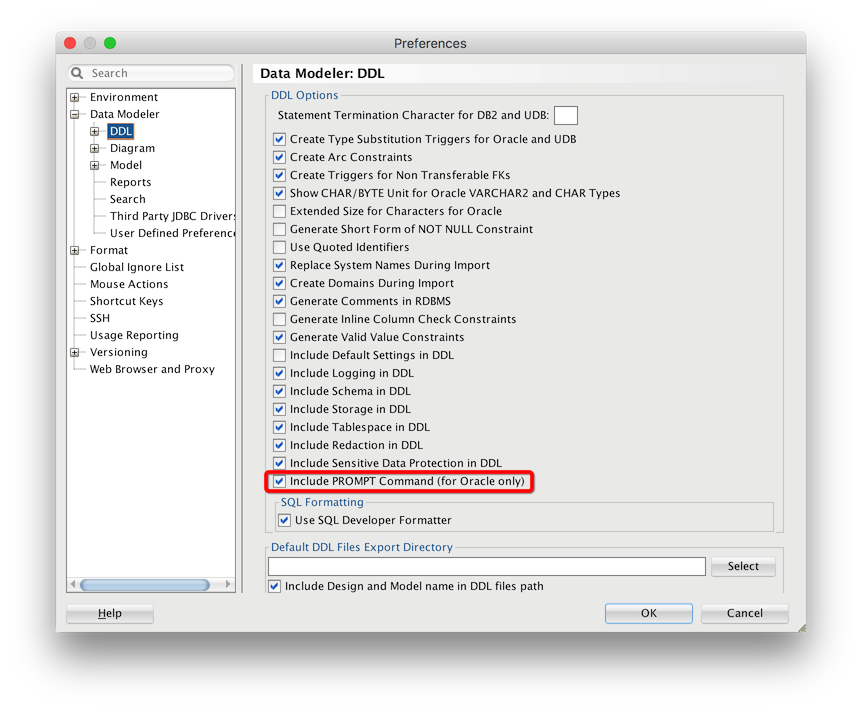 Preferences
Search
Environment
Data Modeler
DDL
Diagram
Model
Reports
Search
Third Party JDBC Drivers
User Defined Preference
Format
Global Ignore List
Mouse Actions
Shortcut Keys
SSH
Usage Reporting
Versioning
Web Browser and Proxy
Data Modeler: DDL
DDL Options
Statement Termination Character for DB2 and UDB:
Create Type Substitution Triggers for Oracle and UDB
Create Arc Constraints
Create Triggers for Non Transferable FKs
Show CHAR/BYTE Unit for Oracle VARCHAR2 and CHAR Types
Extended Size for Characters for Oracle
Generate Short Form of NOT NULL Constraint
Use Quoted Identifiers
Replace System Names During Import
Create Domains During Import
Generate Comments in RDBMS
Generate Inline Column Check Constraints
Generate Valid Value Constraints
Include Default Settings in DDL
Include Logging in DDL
Include Schema in DDL
Include Storage in DDL
Include Tablespace in DDL
Include Redaction in DDL
Include Sensitive Data Protection in DDL
Include PROMPT Command (for Oracle only)
SQL Formatting
Use SQL Developer Formatter
Default DDL Files Export Directory
Select
Include Design and Model name in DDL files path
Help
OK
Cancel